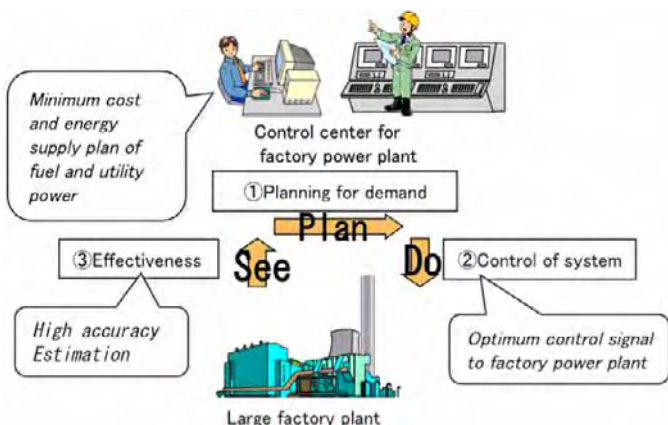 Minimum cost
and energy
supply plan of
fuel and utility
power
Control center for
factory power plant
①Planning for demand
Plan
③Effectiveness
See
Do
②Control of system
High accuracy
Estimation
Optimum control signal
to factory power plant
Large factory plant